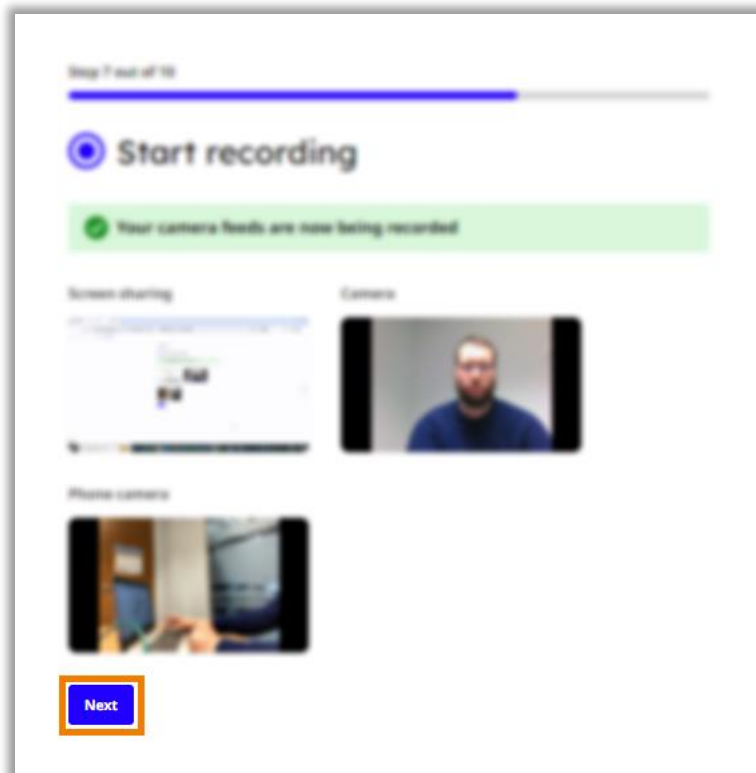 Step 7 out of 10
Start recording
Your camera feeds are now being recorded
Screen sharing
Camera
Phone camera
Next